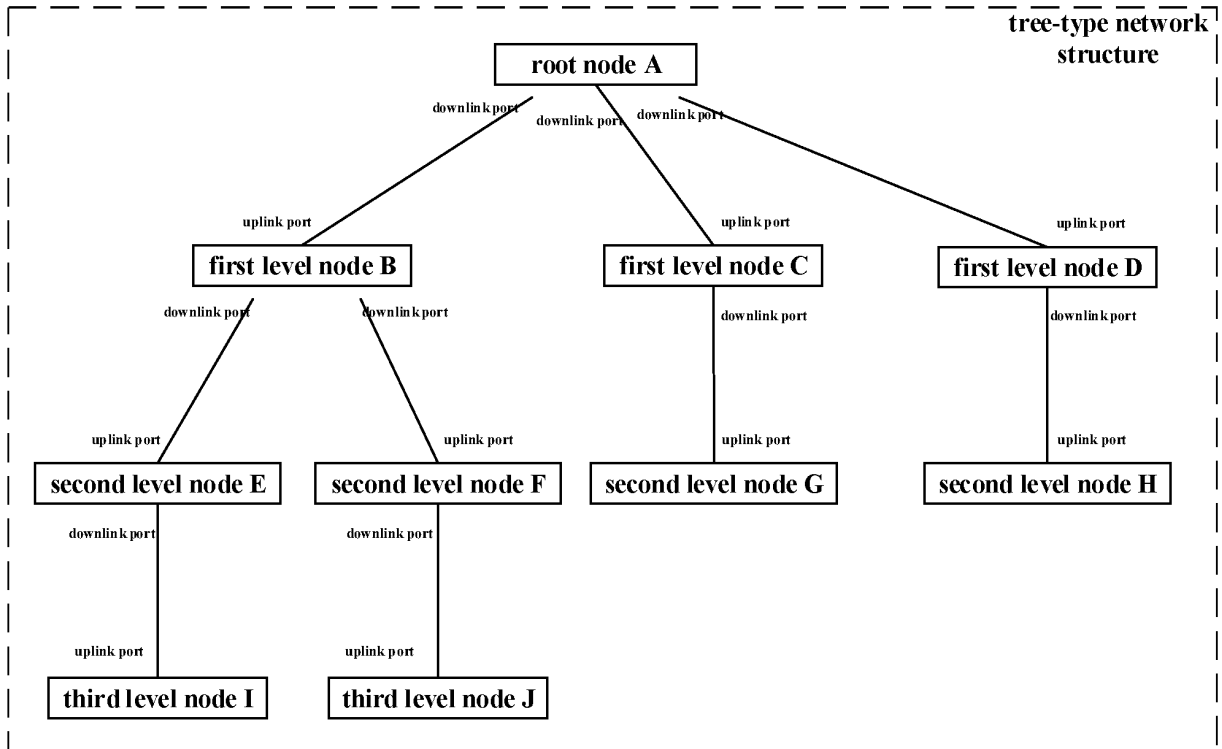 tree-type network
structure
root node A
downlink port
downlink port
downlink port
uplink port
uplink port
uplink port
first level node B
first level node C
first level node D
downlink port
downlink port
downlink port
downlink port
uplink port
uplink port
uplink port
uplink port
second level node E
second level node F
second level node G
second level node H
downlink port
downlink port
uplink port
uplink port
third level node I
third level node J